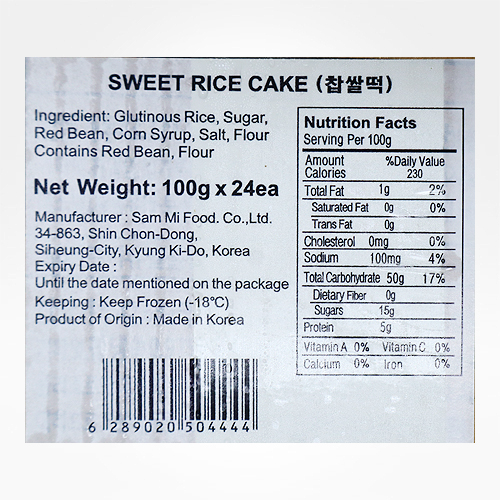 SWEET RICE CAKE (찹쌀떡)
Ingredient: Glutinous Rice, Sugar,
Red Bean, Corn Syrup, Salt, Flour
Contains Red Bean, Flour
Net Weight: 100g x 24ea
Manufacturer : Sam Mi Food. Co.,Ltd.
34-863, Shin Chon-Dong,
Siheung-City, Kyung Ki-Do, Korea
Expiry Date :
Until the date mentioned on the package
Keeping : Keep Frozen (-18°C)
Product of Origin : Made in Korea
6 289020 504444
Nutrition Facts
Serving Per 100g
Amount %Daily Value
Calories 230
Total Fat 1g 2%
Saturated Fat 0g 0%
Trans Fat 0g
Cholesterol 0mg 0%
Sodium 100mg 4%
Total Carbohydrate 50g 17%
Dietary Fiber 0g
Sugars 15g
Protein 5g
Vitamin A 0% Vitamin C 0%
Calcium 0% Iron 0%